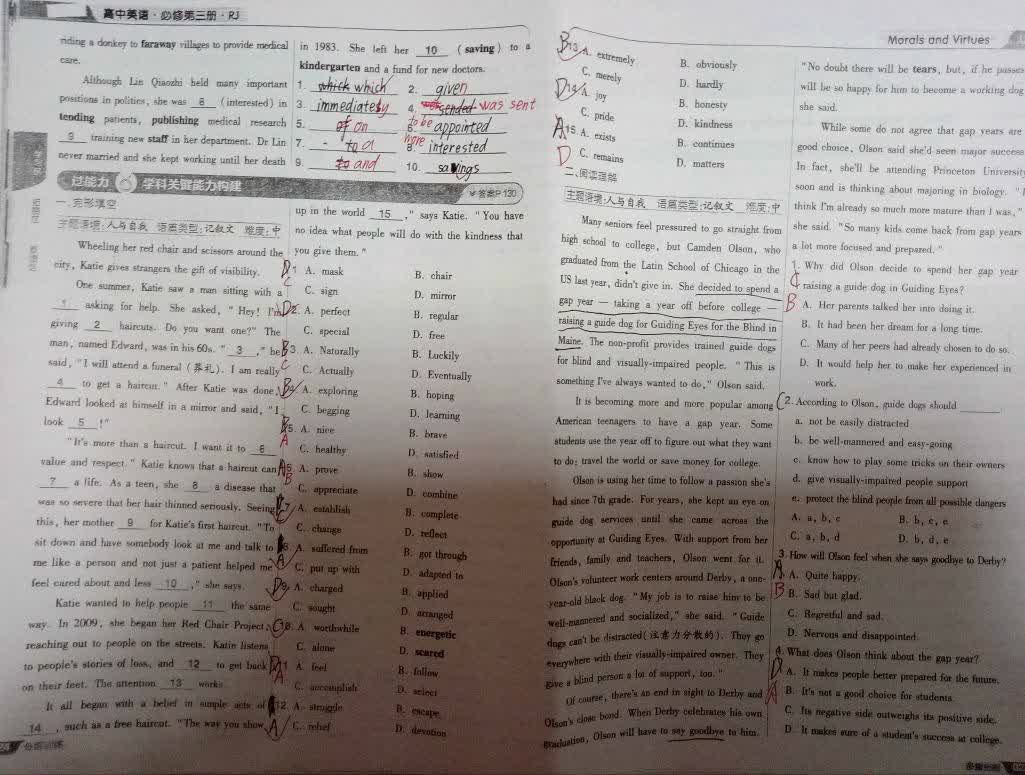 高中英语·必修第三册·RJ
riding a donkey to faraway villages to provide medical
care.
Although Lin Qiaozhi held many important
positions in politics, she was 8 (interested) in
tending patients, publishing medical research
9 training new staff in her department. Dr Lin
never married and she kept working until her death
in 1983. She left her 10 (saving) to a
kindergarten and a fund for new doctors.
1. which which 2. given
3. immediately 4. sended was sent
5. of on 6. to be appointed
7. to a 8. more interested
9. to and 10. savings
过能力 学科关键能力构建
答案P130
一、完形填空
主题语境:人与自我 语篇类型:记叙文 难度:中
Wheeling her red chair and scissors around the
city, Katie gives strangers the gift of visibility.
One summer, Katie saw a man sitting with a
1 asking for help. She asked, "Hey! I'm
giving 2 haircuts. Do you want one?" The
man, named Edward, was in his 60s. " 3 ," he
said, "I will attend a funeral (葬礼). I am really
4 to get a haircut." After Katie was done,
Edward looked at himself in a mirror and said, "I
look 5 !"
"It's more than a haircut. I want it to 6
value and respect." Katie knows that a haircut can
7 a life. As a teen, she 8 a disease that
was so severe that her hair thinned seriously. Seeing
this, her mother 9 for Katie's first haircut. "To
sit down and have somebody look at me and talk to
me like a person and not just a patient helped me
feel cared about and less 10 ," she says.
Katie wanted to help people 11 the same
way. In 2009, she began her Red Chair Project,
reaching out to people on the streets. Katie listens
to people's stories of loss, and 12 to get back
on their feet. The attention 13 works.
It all began with a belief in simple acts of
14 , such as a free haircut. "The way you show
up in the world 15 ," says Katie. "You have
no idea what people will do with the kindness that
you give them."
D 1. A. mask B. chair
C C. sign D. mirror
D 2. A. perfect B. regular
C. special D. free
B 3. A. Naturally B. Luckily
C C. Actually D. Eventually
B 4. A. exploring B. hoping
C. begging D. learning
B 5. A. nice B. brave
A C. healthy D. satisfied
A 6. A. prove B. show
B C. appreciate D. combine
7. A. establish B. complete
C. change D. reflect
8. A. suffered from B. got through
A C. put up with D. adapted to
D 9. A. charged B. applied
C. sought D. arranged
C 10. A. worthwhile B. energetic
C. alone D. scared
D 11. A. feel B. follow
A C. accomplish D. select
12. A. struggle B. escape
A C. relief D. devotion
Morals and Virtues
B 13. A. extremely B. obviously
C. merely D. hardly
D 14. A. joy B. honesty
C. pride D. kindness
A 15. A. exists B. continues
D C. remains D. matters
二、阅读理解
主题语境:人与自我 语篇类型:记叙文 难度:中
Many seniors feel pressured to go straight from
high school to college, but Camden Olson, who
graduated from the Latin School of Chicago in the
US last year, didn't give in. She decided to spend a
gap year — taking a year off before college —
raising a guide dog for Guiding Eyes for the Blind in
Maine. The non-profit provides trained guide dogs
for blind and visually-impaired people. "This is
something I've always wanted to do," Olson said.
It is becoming more and more popular among
American teenagers to have a gap year. Some
students use the year off to figure out what they want
to do; travel the world or save money for college.
Olson is using her time to follow a passion she's
had since 7th grade. For years, she kept an eye on
guide dog services until she came across the
opportunity at Guiding Eyes. With support from her
friends, family and teachers, Olson went for it.
Olson's volunteer work centers around Derby, a one-
year-old black dog. "My job is to raise him to be
well-mannered and socialized," she said. "Guide
dogs can't be distracted (注意力分散的). They go
everywhere with their visually-impaired owner. They
give a blind person a lot of support, too."
Of course, there's an end in sight to Derby and
Olson's close bond. When Derby celebrates his own
graduation, Olson will have to say goodbye to him.
"No doubt there will be tears, but, if he passes
will be so happy for him to become a working dog
she said.
While some do not agree that gap years are
good choice, Olson said she'd seen major success
In fact, she'll be attending Princeton University
soon and is thinking about majoring in biology. "I
think I'm already so much more mature than I was,"
she said. "So many kids come back from gap years
a lot more focused and prepared."
1. Why did Olson decide to spend her gap year
C raising a guide dog in Guiding Eyes?
B A. Her parents talked her into doing it.
B. It had been her dream for a long time.
C. Many of her peers had already chosen to do so.
D. It would help her to make her experienced in
work.
C 2. According to Olson, guide dogs should
a. not be easily distracted
b. be well-mannered and easy-going
c. know how to play some tricks on their owners
d. give visually-impaired people support
e. protect the blind people from all possible dangers
A. a, b, c B. b, c, e
C. a, b, d D. b, d, e
3. How will Olson feel when she says goodbye to Derby?
A A. Quite happy.
B B. Sad but glad.
C. Regretful and sad.
D. Nervous and disappointed.
4. What does Olson think about the gap year?
D A. It makes people better prepared for the future.
A B. It's not a good choice for students.
C. Its negative side outweighs its positive side.
D. It makes sure of a student's success at college.